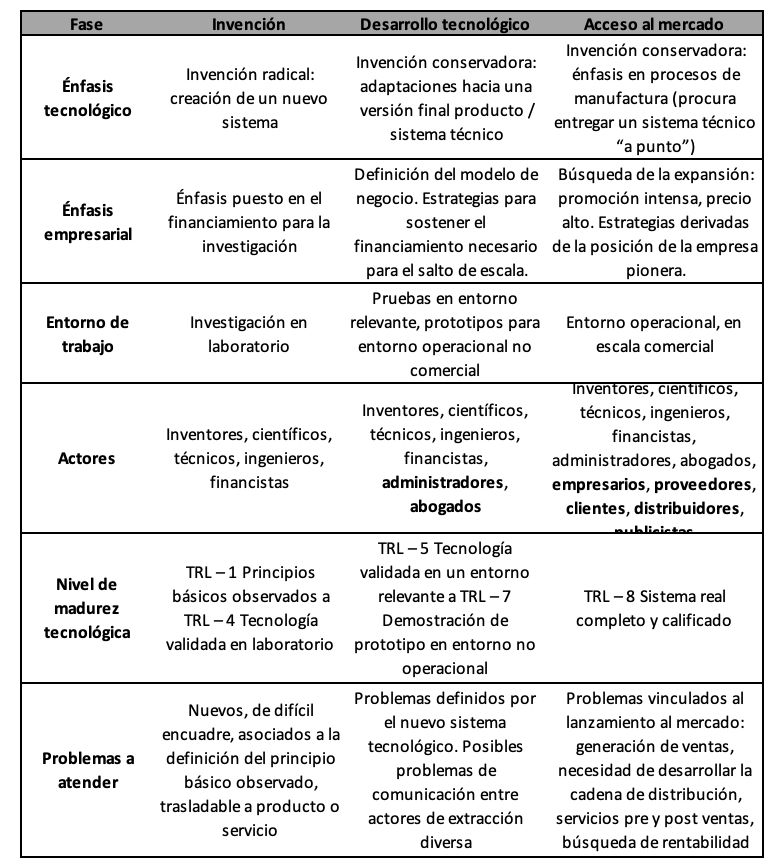 Fase Invención Desarrollo tecnológico Acceso al mercado
Énfasis
tecnológico
Invención radical:
creación de un nuevo
sistema
Invención conservadora:
adaptaciones hacia una
versión final producto /
sistema técnico
Invención conservadora:
énfasis en procesos de
manufactura (procura
entregar un sistema técnico
“a punto”)
Énfasis
empresarial
Énfasis puesto en el
financiamiento para la
investigación
Definición del modelo de
negocio. Estrategias para
sostener el
financiamiento necesario
para el salto de escala.
Búsqueda de la expansión:
promoción intensa, precio
alto. Estrategias derivadas
de la posición de la empresa
pionera.
Entorno de
trabajo
Investigación en
laboratorio
Pruebas en entorno
relevante, prototipos para
entorno operacional no
comercial
Entorno operacional, en
escala comercial
Actores
Inventores, científicos,
técnicos, ingenieros,
financistas
Inventores, científicos,
técnicos, ingenieros,
financistas,
administradores,
abogados
Inventores, científicos,
técnicos, ingenieros,
financistas,
administradores, abogados,
empresarios, proveedores,
clientes, distribuidores,
publicistas
Nivel de
madurez
tecnológica
TRL – 1 Principios
básicos observados a
TRL – 4 Tecnología
validada en laboratorio
TRL – 5 Tecnología
validada en un entorno
relevante a TRL – 7
Demostración de
prototipo en entorno no
operacional
TRL – 8 Sistema real
completo y calificado
Problemas a
atender
Nuevos, de difícil
encuadre, asociados a la
definición del principio
básico observado,
trasladable a producto o
servicio
Problemas definidos por
el nuevo sistema
tecnológico. Posibles
problemas de
comunicación entre
actores de extracción
diversa
Problemas vinculados al
lanzamiento al mercado:
generación de ventas,
necesidad de desarrollar la
cadena de distribución,
servicios pre y post ventas,
búsqueda de rentabilidad